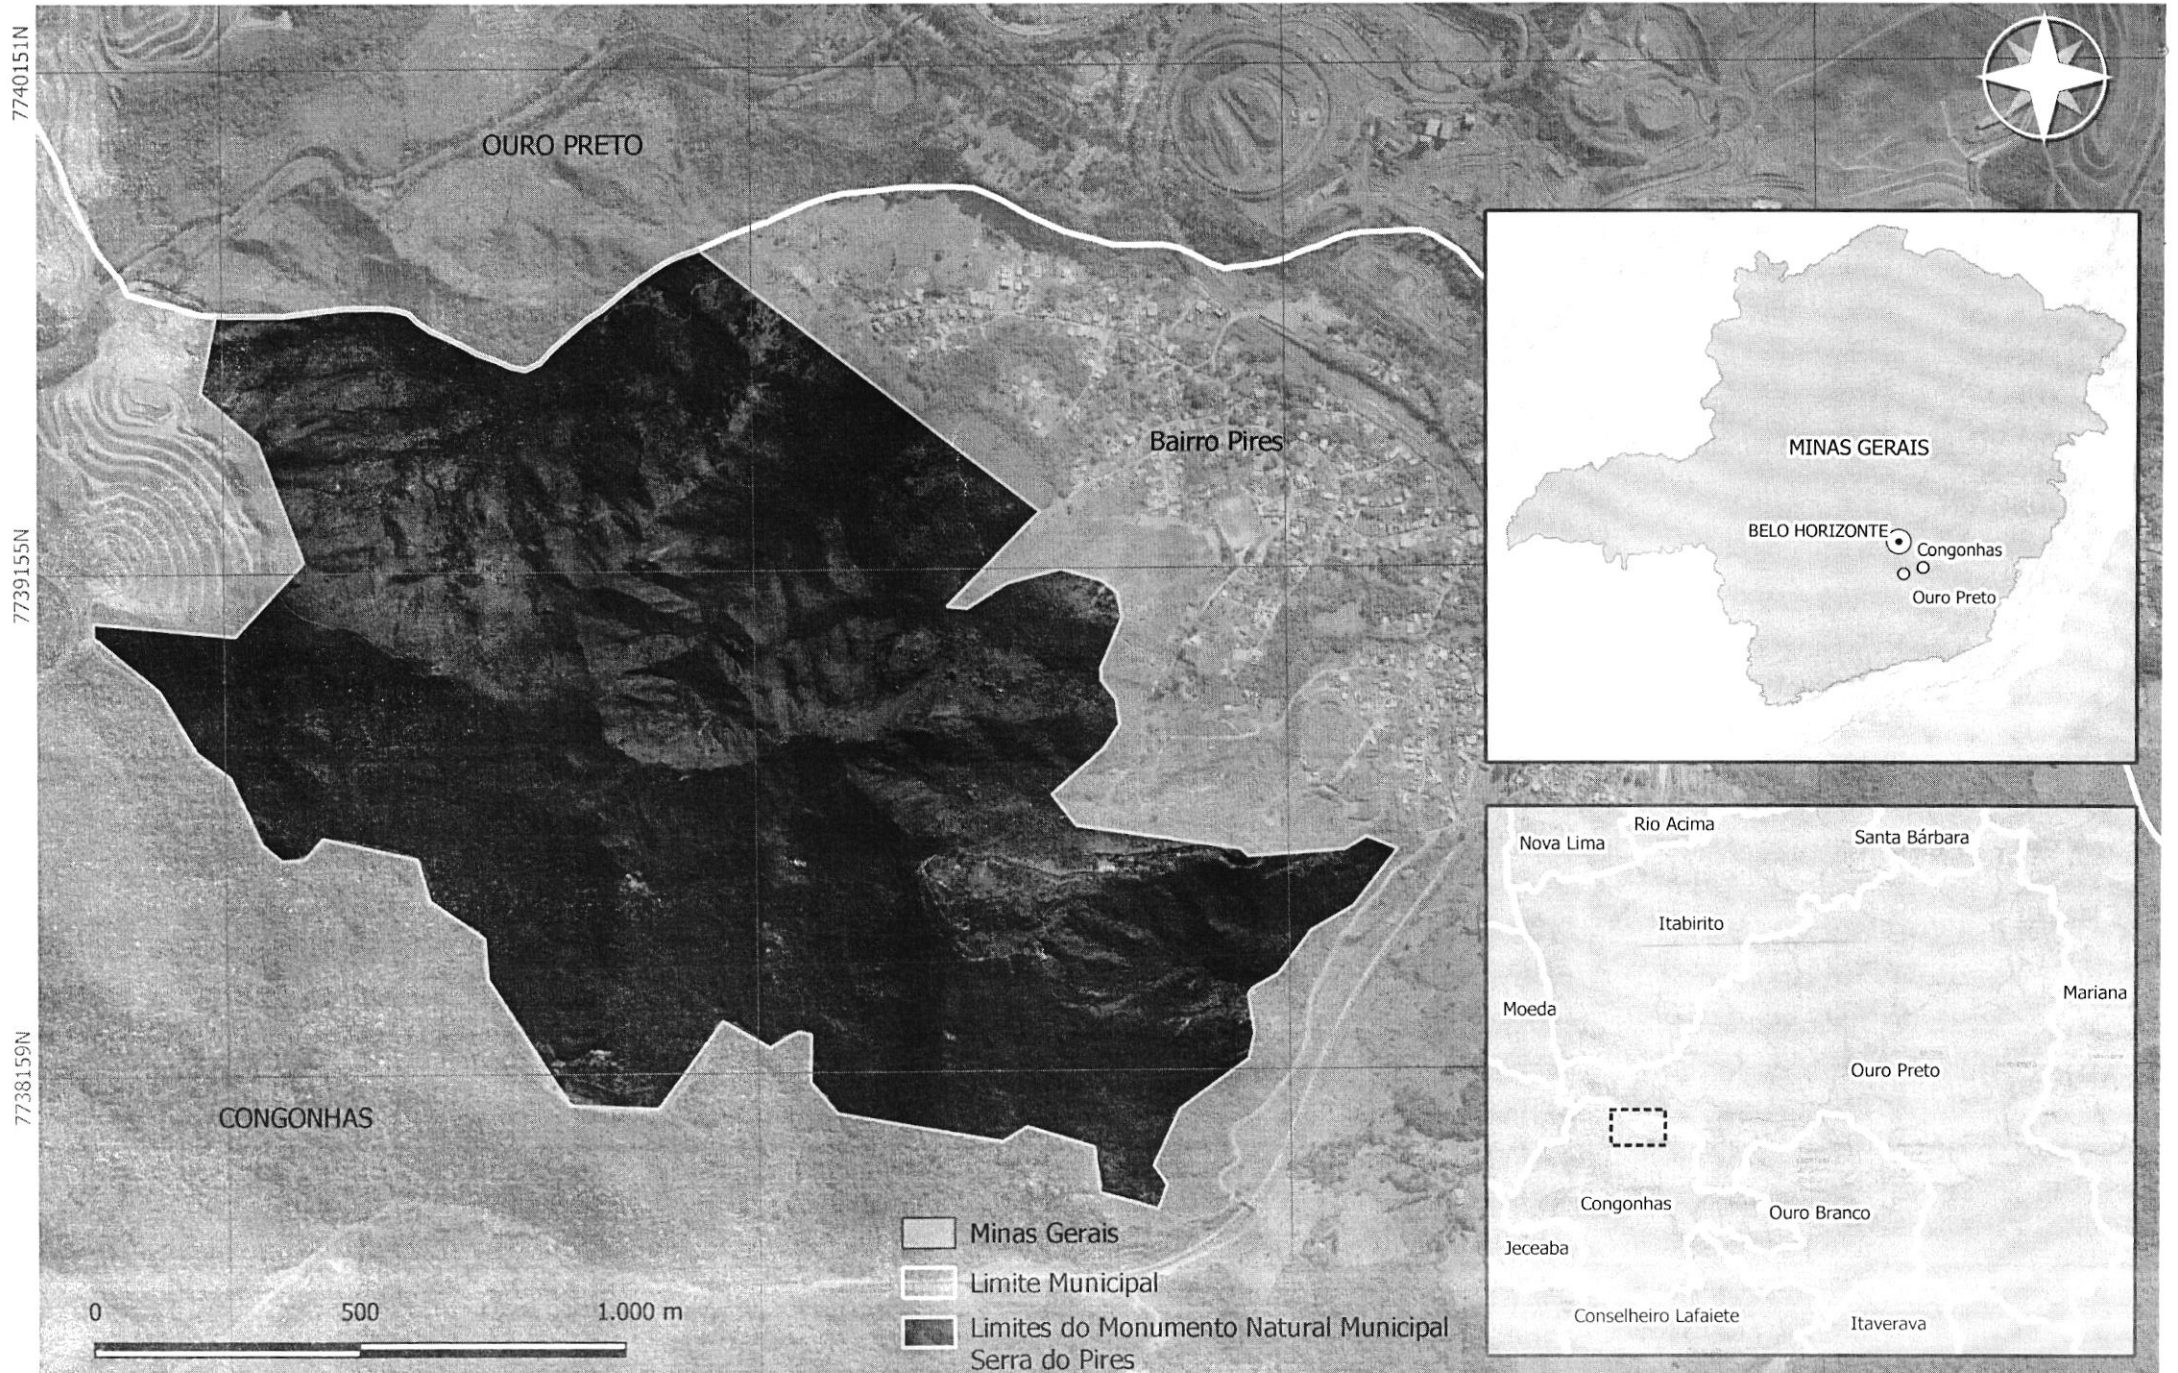 7740151N
OURO PRETO
Bairro Pires
7739155N
7738159N
CONGONHAS
0 500 1.000 m
Minas Gerais
Limite Municipal
Limites do Monumento Natural Municipal
Serra do Pires
MINAS GERAIS
BELO HORIZONTE
Congonhas
Ouro Preto
Rio Acima
Nova Lima
Santa Bárbara
Itabirito
Mariana
Moeda
Ouro Preto
Congonhas
Ouro Branco
Jeceaba
Conselheiro Lafaiete
Itaverava